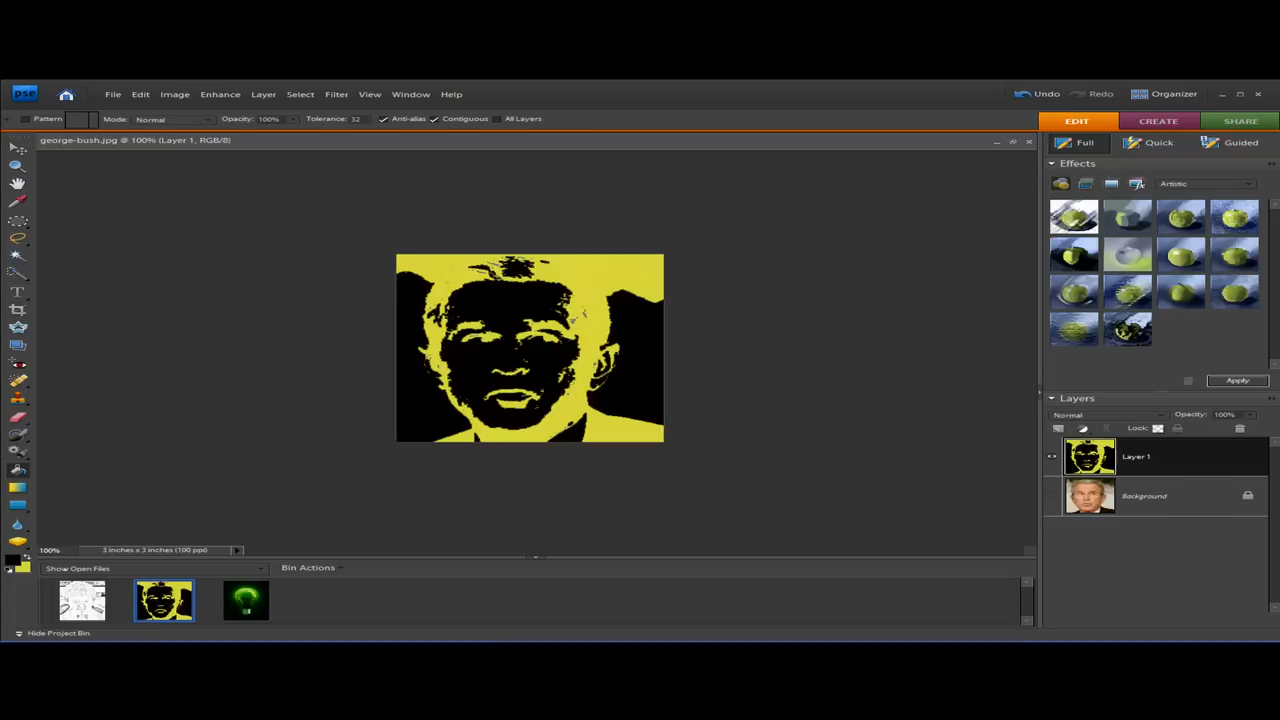 pse File Edit Image Enhance Layer Select Filter View Window Help Undo Redo Organizer
Pattern Mode: Normal Opacity: 100% Tolerance: 32 Anti-alias Contiguous All Layers EDIT CREATE SHARE
george-bush.jpg @ 100% (Layer 1, RGB/8) Full Quick Guided
Effects
Artistic
Apply
Layers
Normal Opacity: 100%
Lock:
Layer 1
Background
100% 3 inches x 3 inches (100 ppi)
Show Open Files Bin Actions
Hide Project Bin